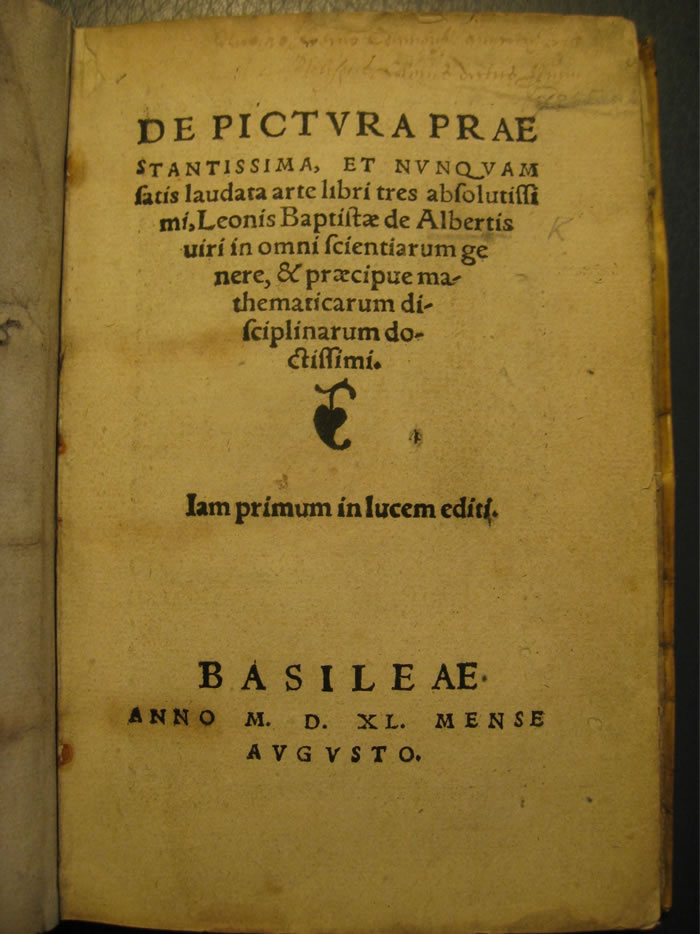 DE PICTVRA PRAE
STANTISSIMA, ET NVNQVAM
ſatis laudata arte libri tres abſolutiſſi
mi, Leonis Baptiſtæ de Albertis
uiri in omni ſcientiarum ge
nere, & præcipue ma-
thematicarum di-
ſciplinarum do-
ctiſſimi.
Iam primum in lucem editi.
BASILEAE.
ANNO M. D. XL. MENSE
AVGVSTO.